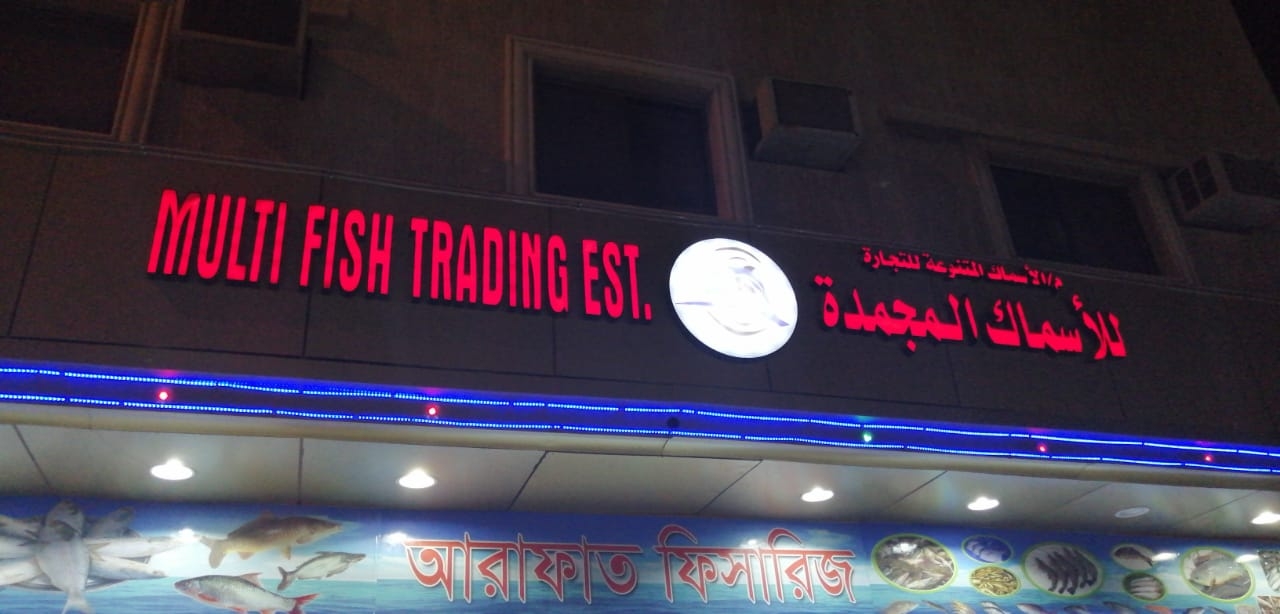 MULTI FISH TRADING EST.
م/الأسماك المتنوعة للتجارة
للأسماك المجمدة
আরাফাত ফিসারিজ